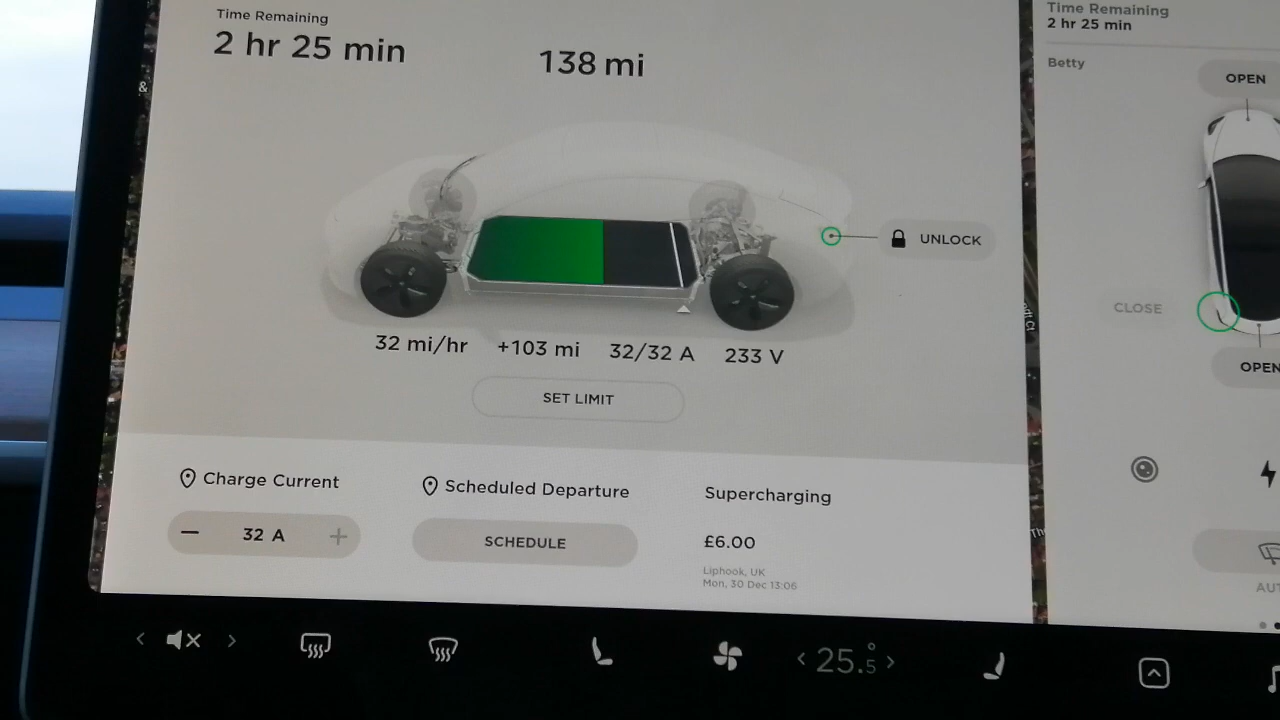 Time Remaining
2 hr 25 min
138 mi
UNLOCK
32 mi/hr +103 mi 32/32 A 233 V
SET LIMIT
Charge Current
32 A
Scheduled Departure
SCHEDULE
Supercharging
£6.00
Liphook, UK
Mon, 30 Dec 13:06
25.5
Time Remaining
2 hr 25 min
Betty
OPEN
CLOSE
OPEN
&